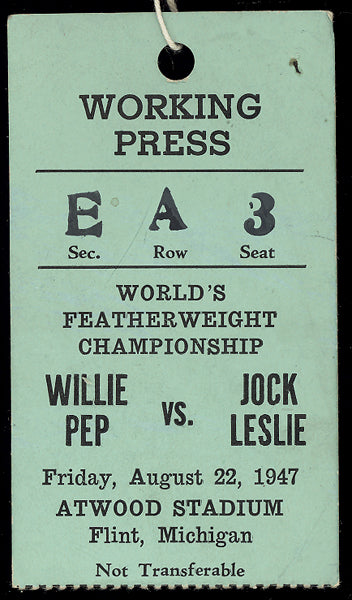 WORKING
PRESS
E A 3
Sec. Row Seat
WORLD'S
FEATHERWEIGHT
CHAMPIONSHIP
WILLIE PEP vs. JOCK LESLIE
Friday, August 22, 1947
ATWOOD STADIUM
Flint, Michigan
Not Transferable